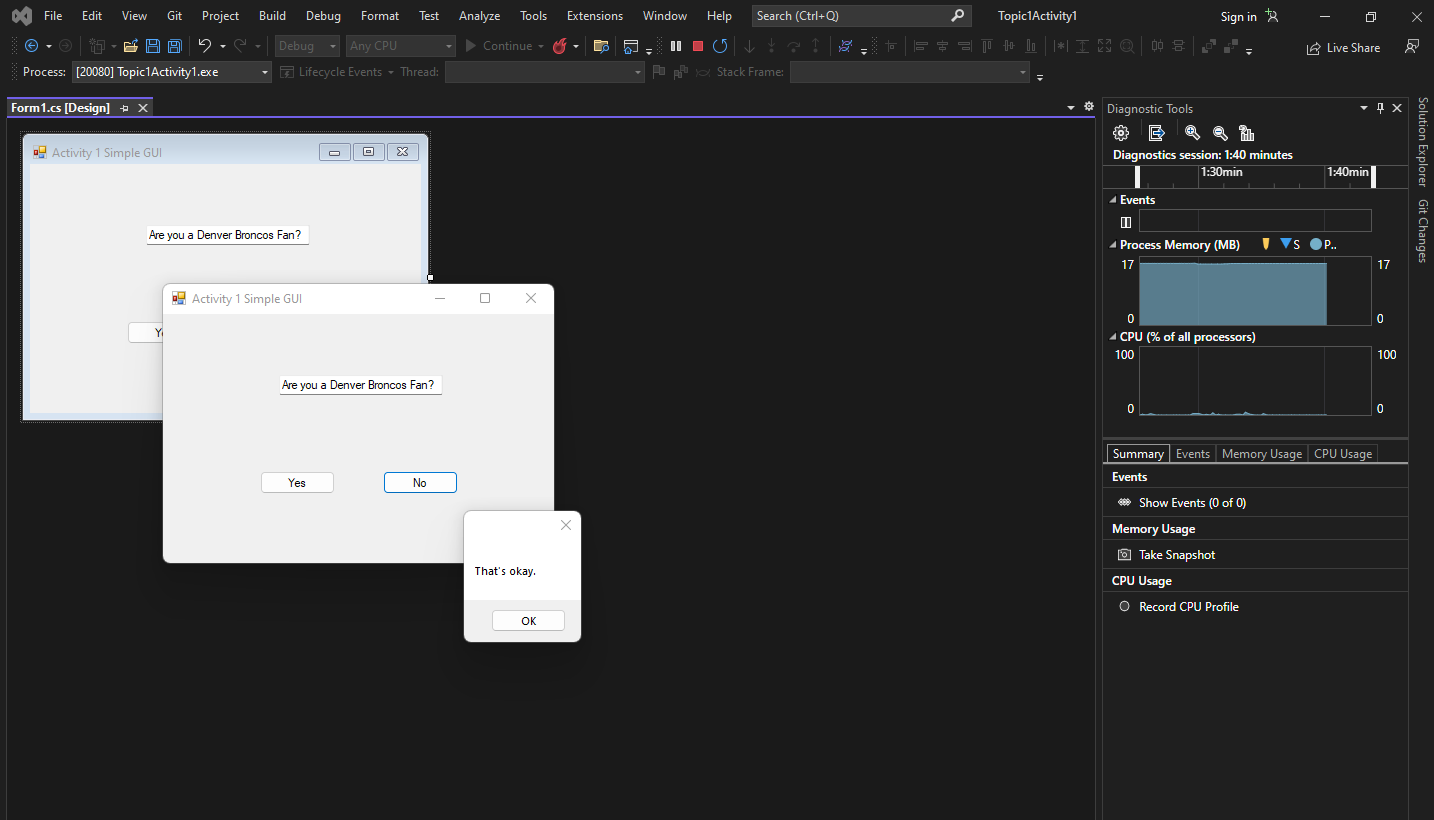 File Edit View Git Project Build Debug Format Test Analyze Tools Extensions Window Help Search (Ctrl+Q) Topic1Activity1 Sign in
Debug Any CPU Continue Live Share
Process: [20080] Topic1Activity1.exe Lifecycle Events Thread: Stack Frame:
Form1.cs [Design]
Activity 1 Simple GUI
Are you a Denver Broncos Fan?
Ye
Activity 1 Simple GUI
Are you a Denver Broncos Fan?
Yes No
That's okay.
OK
Diagnostic Tools
Diagnostics session: 1:40 minutes
1:30min 1:40min
Events
Process Memory (MB) S P..
17 17
0 0
CPU (% of all processors)
100 100
0 0
Summary Events Memory Usage CPU Usage
Events
Show Events (0 of 0)
Memory Usage
Take Snapshot
CPU Usage
Record CPU Profile
Solution Explorer
Git Changes